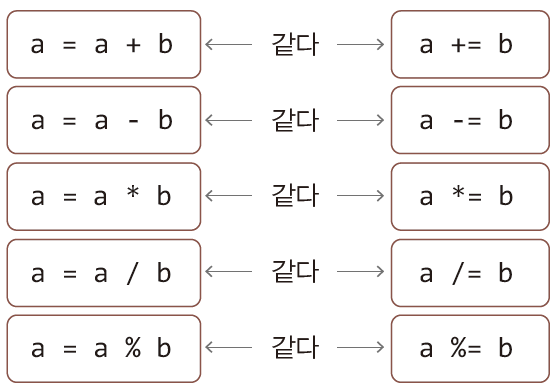 a = a + b 같다 a += b
a = a - b 같다 a -= b
a = a * b 같다 a *= b
a = a / b 같다 a /= b
a = a % b 같다 a %= b